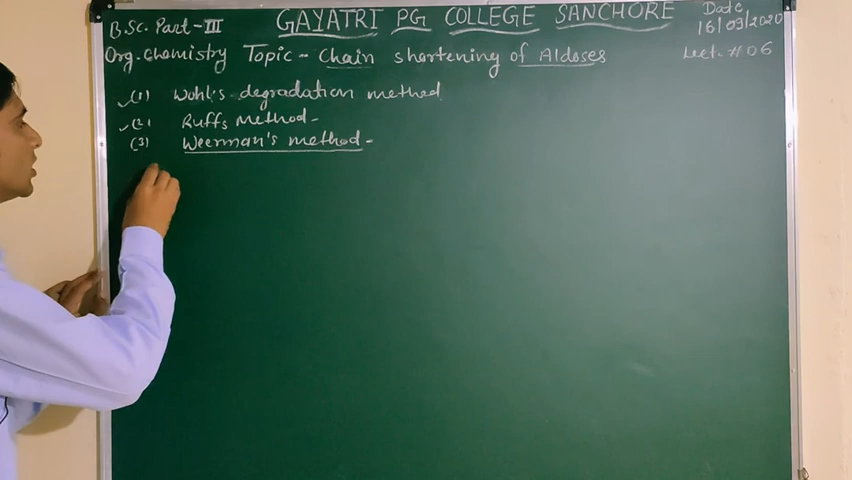 B.Sc. Part-III GAYATRI PG COLLEGE SANCHORE Date
16/09/2020
Org. Chemistry Topic - Chain shortening of Aldoses Lect. # 06
(1) Wohl's degradation method
(2) Ruffs Method -
(3) Weerman's method -